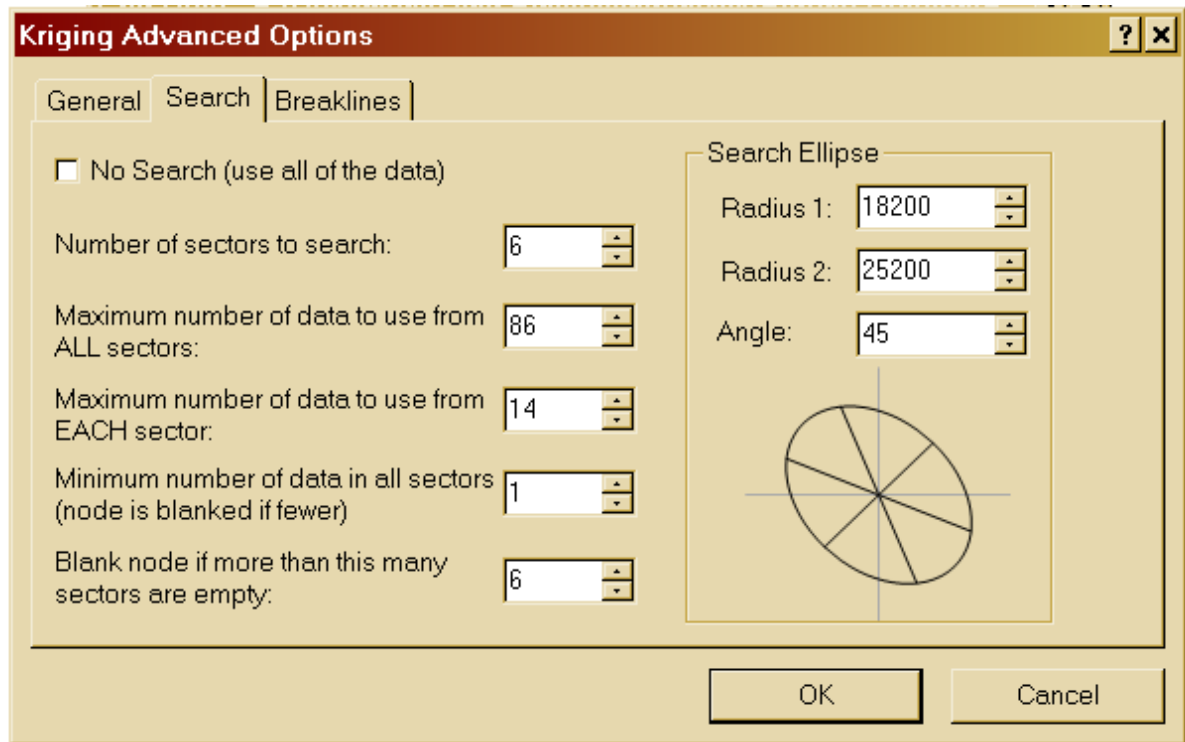 Kriging Advanced Options
General Search Breaklines
No Search (use all of the data)
Number of sectors to search: 6
Maximum number of data to use from
ALL sectors: 86
Maximum number of data to use from
EACH sector: 14
Minimum number of data in all sectors
(node is blanked if fewer) 1
Blank node if more than this many
sectors are empty: 6
Search Ellipse
Radius 1: 18200
Radius 2: 25200
Angle: 45
OK Cancel